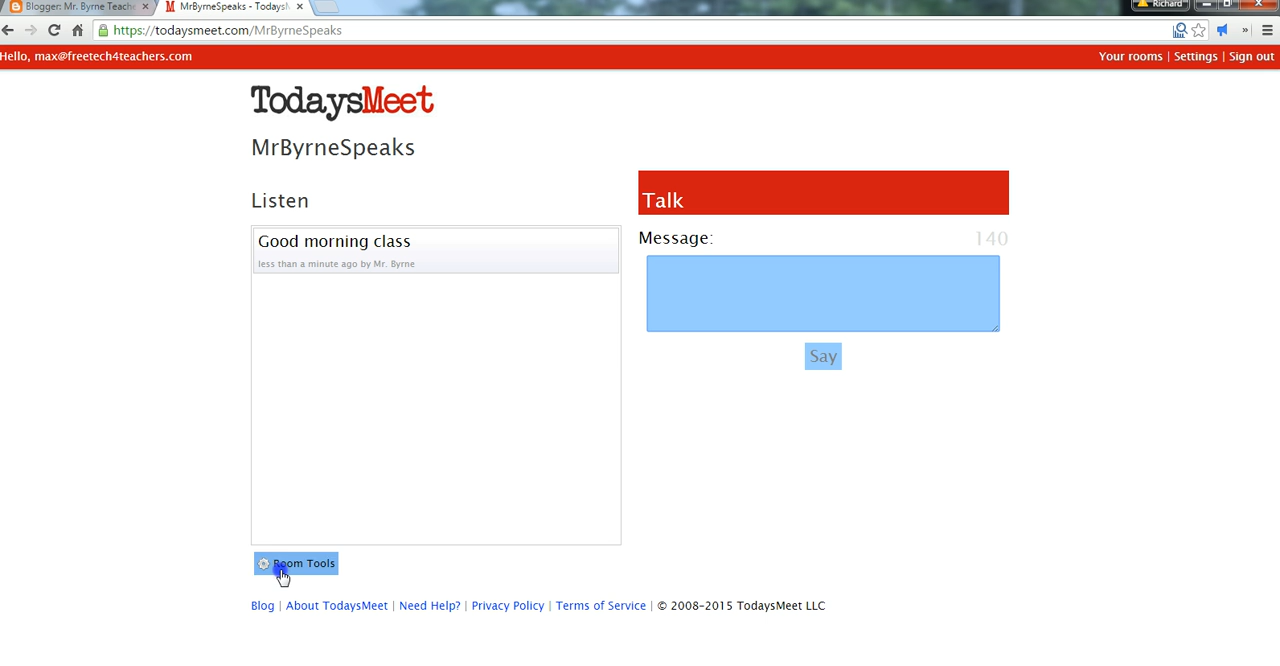 Blogger: Mr. Byrne Teache
MrByrneSpeaks - TodaysM
Richard
https://todaysmeet.com/MrByrneSpeaks
Hello, max@freetech4teachers.com
Your rooms | Settings | Sign out
TodaysMeet
MrByrneSpeaks
Listen
Talk
Good morning class
less than a minute ago by Mr. Byrne
Message:
140
Say
Room Tools
Blog | About TodaysMeet | Need Help? | Privacy Policy | Terms of Service | © 2008-2015 TodaysMeet LLC